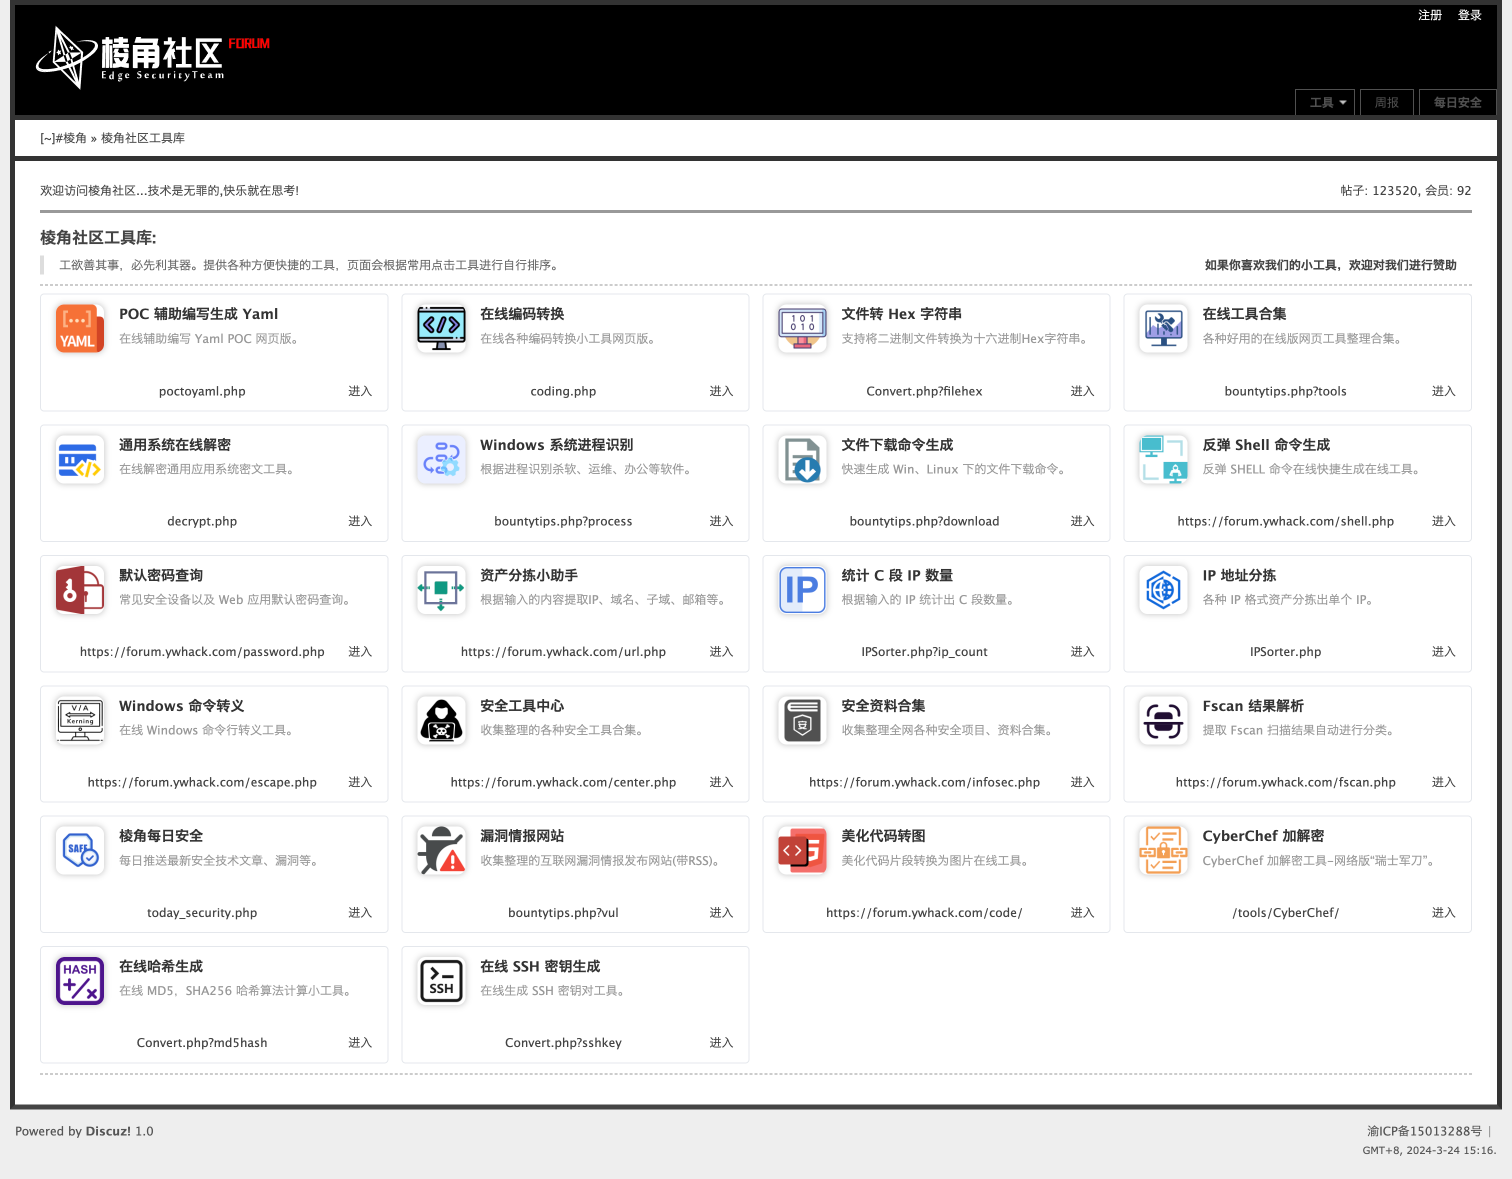 注册 登录
棱角社区 FORUM
Edge SecurityTeam
工具 周报 每日安全
[~]#棱角 » 棱角社区工具库
欢迎访问棱角社区...技术是无罪的,快乐就在思考! 帖子: 123520, 会员: 92
棱角社区工具库:
工欲善其事，必先利其器。提供各种方便快捷的工具，页面会根据常用点击工具进行自行排序。 如果你喜欢我们的小工具，欢迎对我们进行赞助
[...]
YAML
POC 辅助编写生成 Yaml
在线辅助编写 Yaml POC 网页版。
poctoyaml.php 进入
</>
在线编码转换
在线各种编码转换小工具网页版。
coding.php 进入
101
010
文件转 Hex 字符串
支持将二进制文件转换为十六进制Hex字符串。
Convert.php?filehex 进入
在线工具合集
各种好用的在线版网页工具整理合集。
bountytips.php?tools 进入
</>
通用系统在线解密
在线解密通用应用系统密文工具。
decrypt.php 进入
Windows 系统进程识别
根据进程识别杀软、运维、办公等软件。
bountytips.php?process 进入
文件下载命令生成
快速生成 Win、Linux 下的文件下载命令。
bountytips.php?download 进入
反弹 Shell 命令生成
反弹 SHELL 命令在线快捷生成在线工具。
https://forum.ywhack.com/shell.php 进入
默认密码查询
常见安全设备以及 Web 应用默认密码查询。
https://forum.ywhack.com/password.php 进入
资产分拣小助手
根据输入的内容提取IP、域名、子域、邮箱等。
https://forum.ywhack.com/url.php 进入
IP
统计 C 段 IP 数量
根据输入的 IP 统计出 C 段数量。
IPSorter.php?ip_count 进入
IP 地址分拣
各种 IP 格式资产分拣出单个 IP。
IPSorter.php 进入
V/A
Kerning
Windows 命令转义
在线 Windows 命令行转义工具。
https://forum.ywhack.com/escape.php 进入
安全工具中心
收集整理的各种安全工具合集。
https://forum.ywhack.com/center.php 进入
安
安全资料合集
收集整理全网各种安全项目、资料合集。
https://forum.ywhack.com/infosec.php 进入
Fscan 结果解析
提取 Fscan 扫描结果自动进行分类。
https://forum.ywhack.com/fscan.php 进入
SAFE
棱角每日安全
每日推送最新安全技术文章、漏洞等。
today_security.php 进入
漏洞情报网站
收集整理的互联网漏洞情报发布网站(带RSS)。
bountytips.php?vul 进入
美化代码转图
美化代码片段转换为图片在线工具。
https://forum.ywhack.com/code/ 进入
CyberChef 加解密
CyberChef 加解密工具-网络版“瑞士军刀”。
/tools/CyberChef/ 进入
HASH
+/×
在线哈希生成
在线 MD5，SHA256 哈希算法计算小工具。
Convert.php?md5hash 进入
SSH
在线 SSH 密钥生成
在线生成 SSH 密钥对工具。
Convert.php?sshkey 进入
Powered by Discuz! 1.0 渝ICP备15013288号 |
GMT+8, 2024-3-24 15:16.